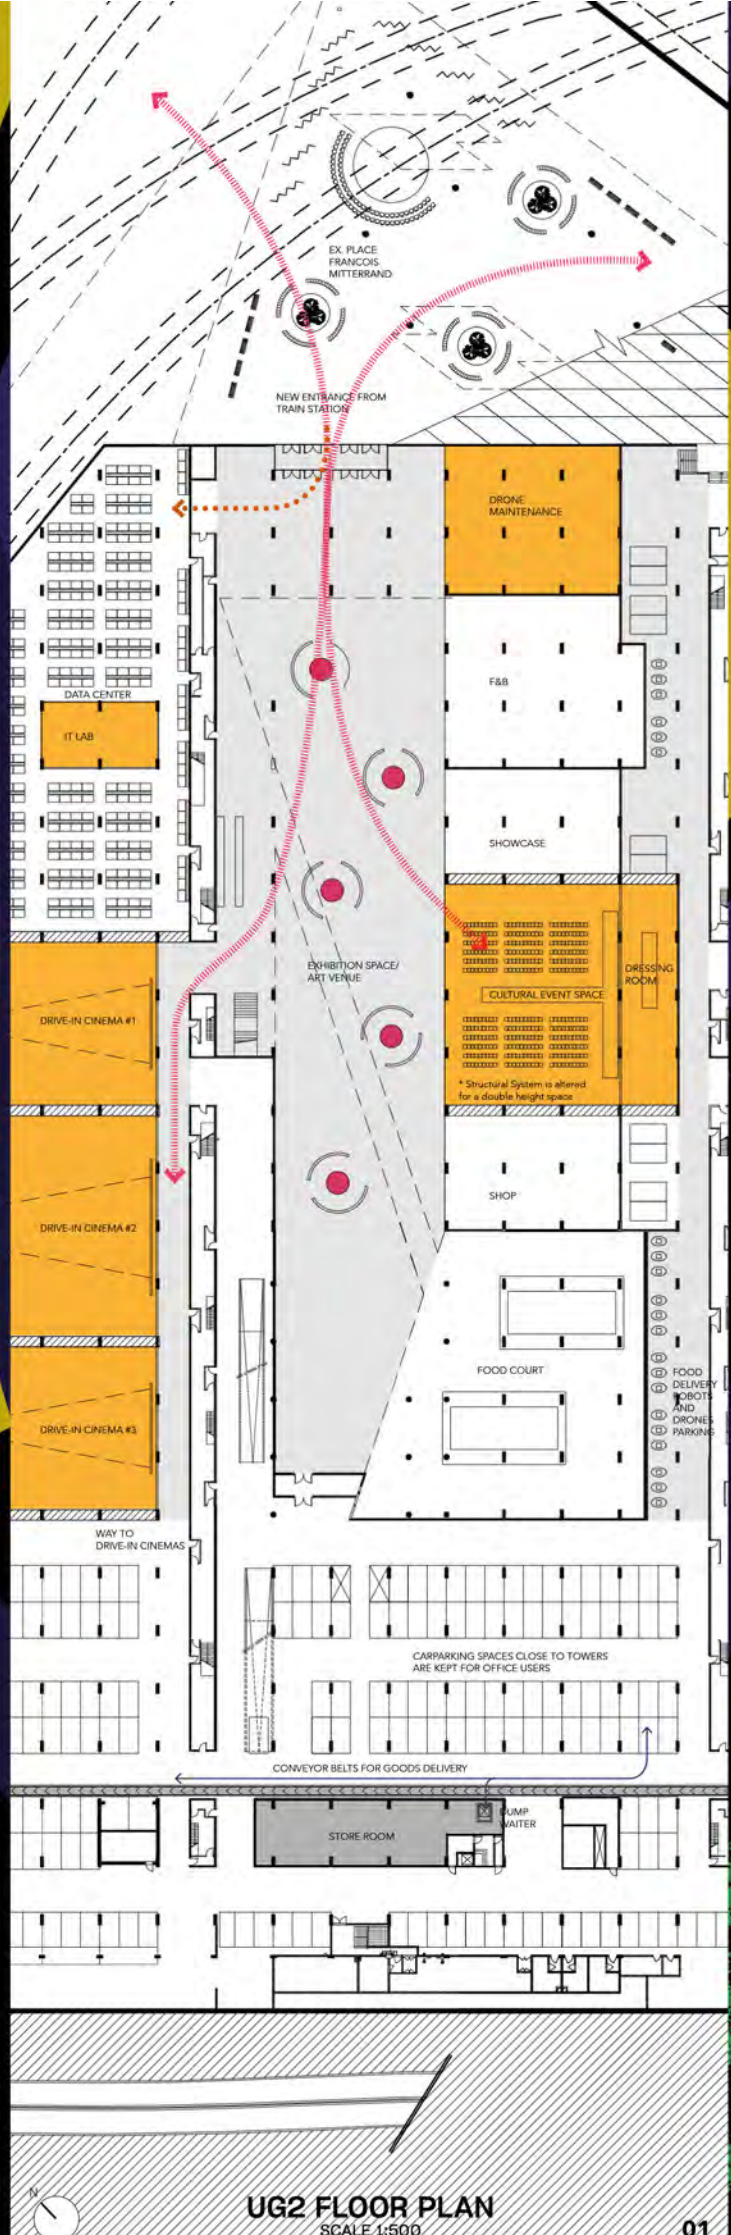 EX. PLACE
FRANCOIS
MITTERRAND
NEW ENTRANCE FROM
TRAIN STATION
DRONE
MAINTENANCE
DATA CENTER
IT LAB
F&B
SHOWCASE
EXHIBITION SPACE/
ART VENUE
DRESSING
ROOM
CULTURAL EVENT SPACE
DRIVE-IN CINEMA #1
* Structural System is altered
for a double height space
SHOP
DRIVE-IN CINEMA #2
FOOD COURT
FOOD
DELIVERY
ROBOTS
AND
DRONES
PARKING
DRIVE-IN CINEMA #3
WAY TO
DRIVE-IN CINEMAS
CARPARKING SPACES CLOSE TO TOWERS
ARE KEPT FOR OFFICE USERS
CONVEYOR BELTS FOR GOODS DELIVERY
DUMP
WAITER
STORE ROOM
N
UG2 FLOOR PLAN
SCALE 1:500
01